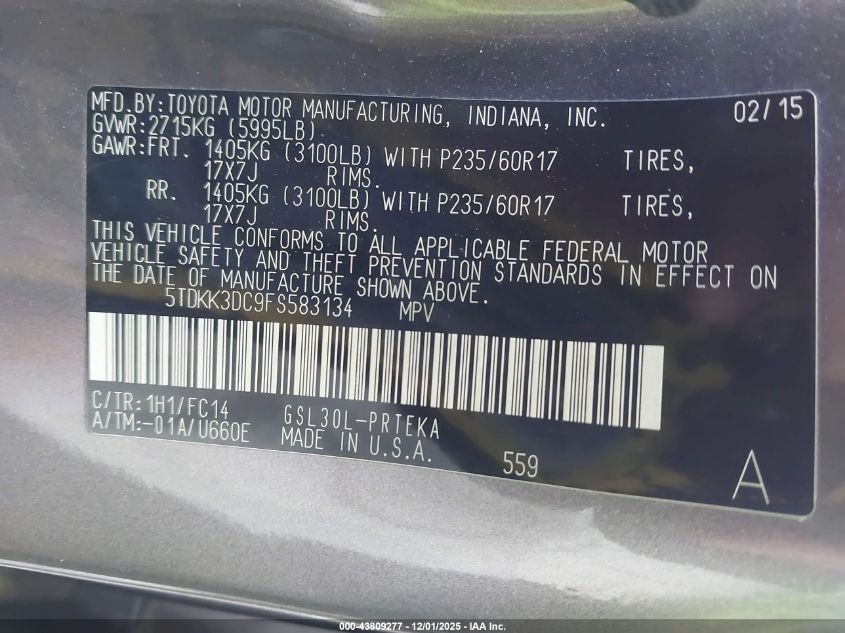 MFD.BY:TOYOTA MOTOR MANUFACTURING, INDIANA, INC. 02/15
GVWR:2715KG (5995LB)
GAWR:FRT. 1405KG (3100LB) WITH P235/60R17 TIRES,
17X7J RIMS.
RR. 1405KG (3100LB) WITH P235/60R17 TIRES,
17X7J RIMS.
THIS VEHICLE CONFORMS TO ALL APPLICABLE FEDERAL MOTOR
VEHICLE SAFETY AND THEFT PREVENTION STANDARDS IN EFFECT ON
THE DATE OF MANUFACTURE SHOWN ABOVE.
5TDKK3DC9FS583134 MPV
C/TR:1H1/FC14 GSL30L-PRTEKA
A/TM:-01A/U660E MADE IN U.S.A.
559 A
000-43809277 - 12/01/2025 - IAA Inc.